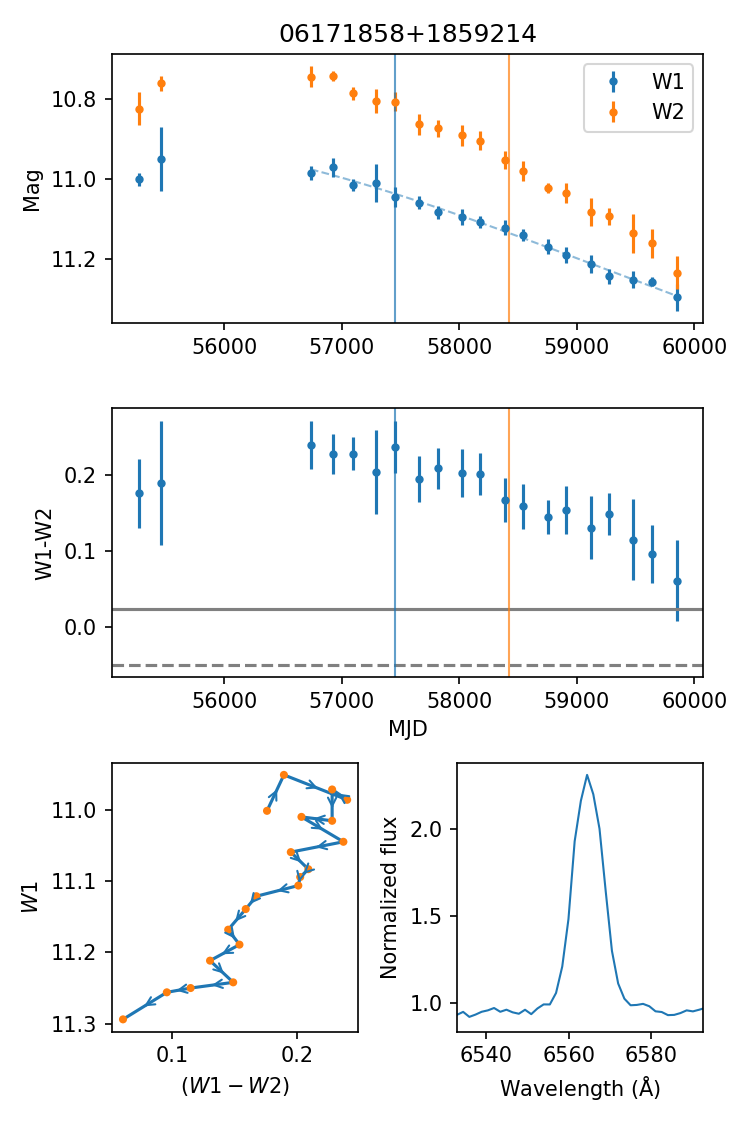 06171858+1859214
Mag
10.8
11.0
11.2
W1
W2
56000 57000 58000 59000 60000
W1-W2
0.2
0.1
0.0
56000 57000 58000 59000 60000
MJD
W1
11.0
11.1
11.2
11.3
0.1 0.2
(W1 − W2)
Normalized flux
2.0
1.5
1.0
6540 6560 6580
Wavelength (Å)